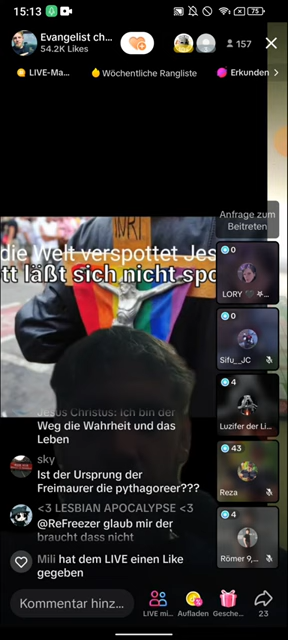 15:13
75
Evangelist ch...
54.2K Likes
157
LIVE-Ma...
Wöchentliche Rangliste
Erkunden
Anfrage zum
Beitreten
INRI
die Welt verspottet Jes
tt läßt sich nicht spo
0
LORY
0
Sifu__JC
4
Luzifer der Li...
43
Reza
4
Römer 9,...
Jesus Christus: Ich bin der
Weg die Wahrheit und das
Leben
sky
Ist der Ursprung der
Freimaurer die pythagoreer???
<3 LESBIAN APOCALYPSE <3
@ReFreezer glaub mir der
braucht dass nicht
Mili hat dem LIVE einen Like
gegeben
Kommentar hinz...
LIVE mi...
Aufladen
Gesche...
23